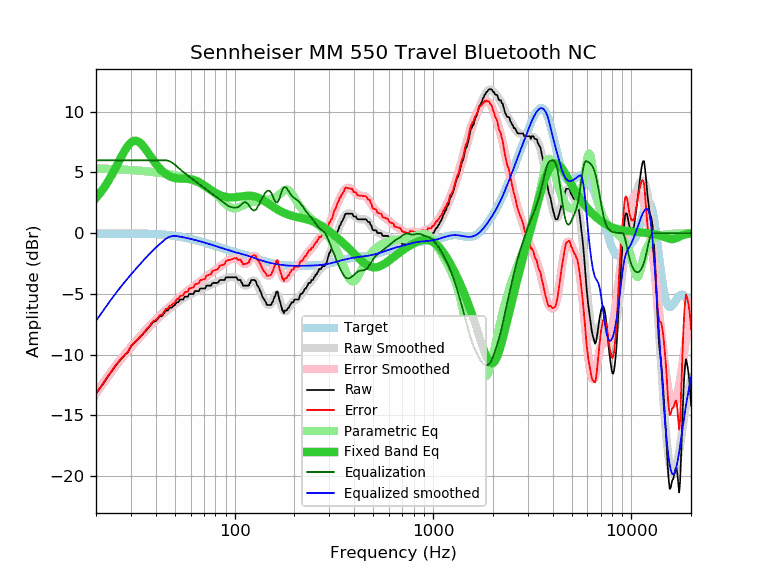 Sennheiser MM 550 Travel Bluetooth NC
Amplitude (dBr)
10
5
0
−5
−10
−15
−20
Target
Raw Smoothed
Error Smoothed
Raw
Error
Parametric Eq
Fixed Band Eq
Equalization
Equalized smoothed
100
1000
10000
Frequency (Hz)